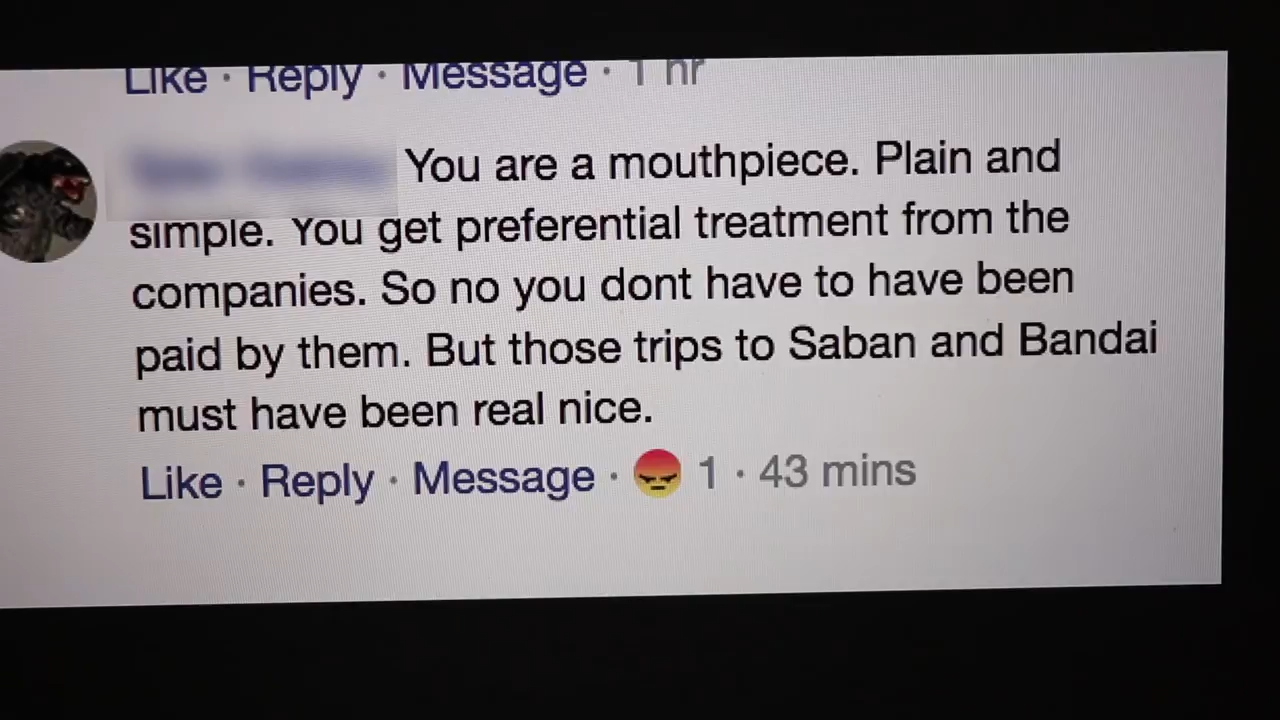 Like · Reply · Message · 1 hr
You are a mouthpiece. Plain and
simple. You get preferential treatment from the
companies. So no you dont have to have been
paid by them. But those trips to Saban and Bandai
must have been real nice.
Like · Reply · Message · 😡 1 · 43 mins